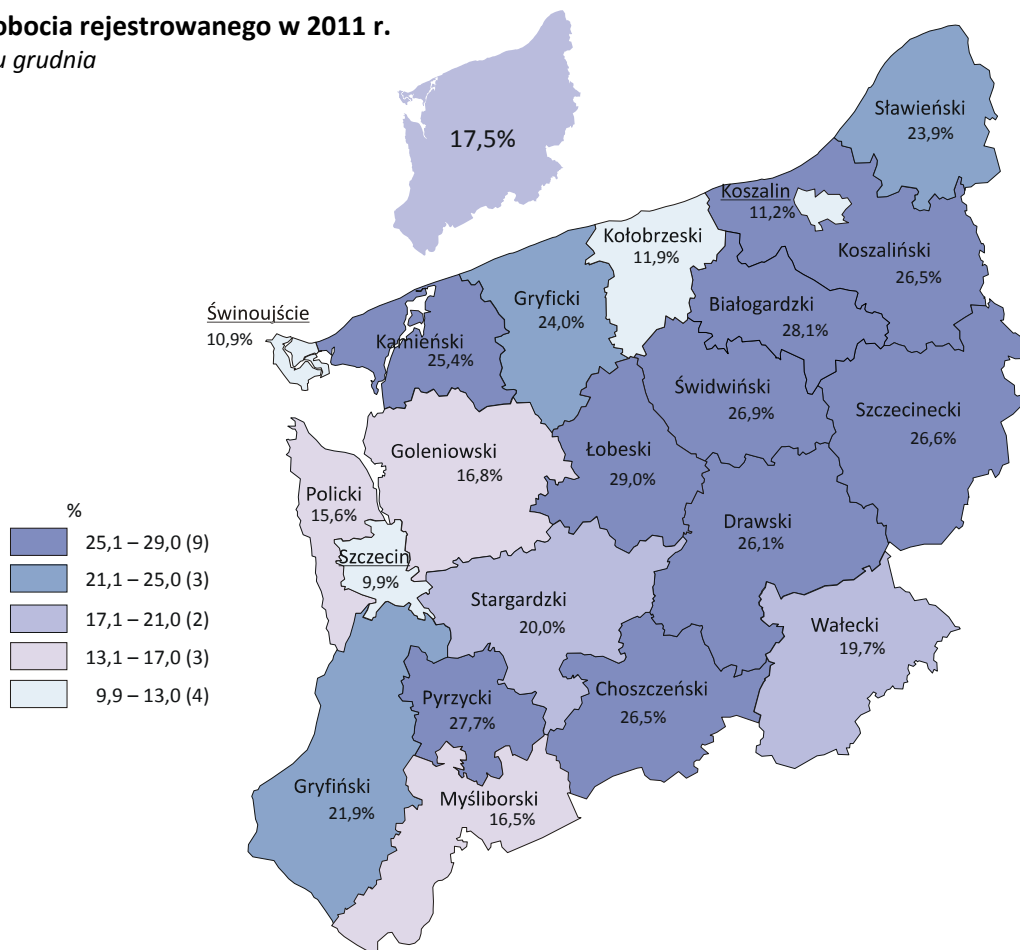 obocia rejestrowanego w 2011 r.
u grudnia
17,5%
Sławieński
23,9%
Koszalin
11,2%
Kołobrzeski
11,9%
Koszaliński
26,5%
Gryficki
24,0%
Białogardzki
28,1%
Świnoujście
10,9%
Kamieński
25,4%
Świdwiński
26,9%
Szczecinecki
26,6%
Goleniowski
16,8%
Łobeski
29,0%
Policki
15,6%
Drawski
26,1%
Szczecin
9,9%
Stargardzki
20,0%
Wałecki
19,7%
Pyrzycki
27,7%
Choszczeński
26,5%
Gryfiński
21,9%
Myśliborski
16,5%
%
25,1 – 29,0 (9)
21,1 – 25,0 (3)
17,1 – 21,0 (2)
13,1 – 17,0 (3)
9,9 – 13,0 (4)